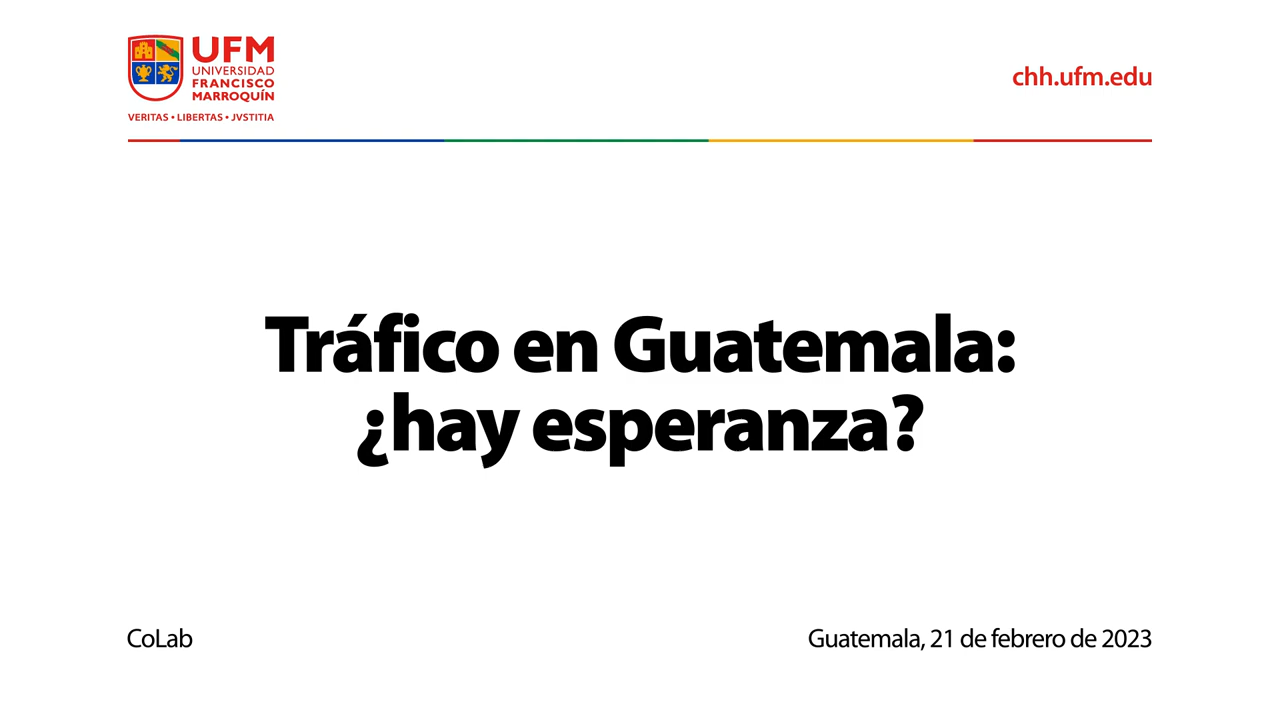 UFM
UNIVERSIDAD
FRANCISCO
MARROQUÍN
VERITAS • LIBERTAS • JVSTITIA
chh.ufm.edu
Tráfico en Guatemala:
¿hay esperanza?
CoLab
Guatemala, 21 de febrero de 2023